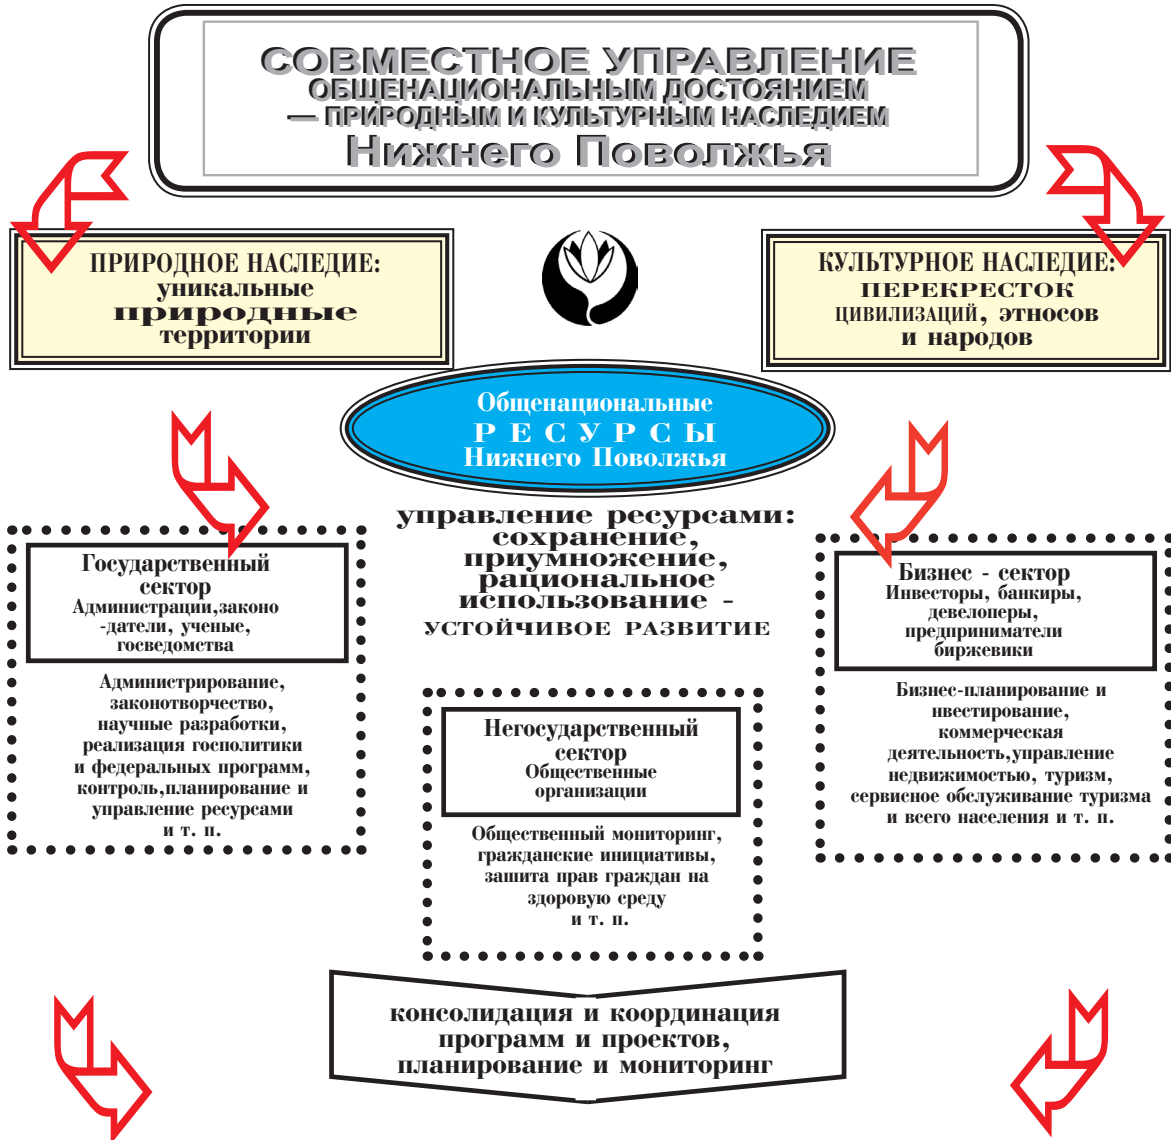 СОВМЕСТНОЕ УПРАВЛЕНИЕ
ОБЩЕНАЦИОНАЛЬНЫМ ДОСТОЯНИЕМ
— ПРИРОДНЫМ И КУЛЬТУРНЫМ НАСЛЕДИЕМ
Нижнего Поволжья
ПРИРОДНОЕ НАСЛЕДИЕ:
уникальные
природные
территории
КУЛЬТУРНОЕ НАСЛЕДИЕ:
ПЕРЕКРЕСТОК
ЦИВИЛИЗАЦИЙ, этносов
и народов
Общенациональные
РЕСУРСЫ
Нижнего Поволжья
управление ресурсами:
сохранение,
приумножение,
рациональное
использование -
УСТОЙЧИВОЕ РАЗВИТИЕ
Государственный
сектор
Администрации,законо
-датели, ученые,
госведомства
Администрирование,
законотворчество,
научные разработки,
реализация госполитики
и федеральных программ,
контроль,планирование и
управление ресурсами
и т. п.
Негосударственный
сектор
Общественные
организации
Общественный мониторинг,
гражданские инициативы,
зашита прав граждан на
здоровую среду
и т. п.
Бизнес - сектор
Инвесторы, банкиры,
девелоперы,
предприниматели
биржевики
Бизнес-планирование и
нвестирование,
коммерческая
деятельность,управление
недвижимостью, туризм,
сервисное обслуживание туризма
и всего населения и т. п.
консолидация и координация
программ и проектов,
планирование и мониторинг